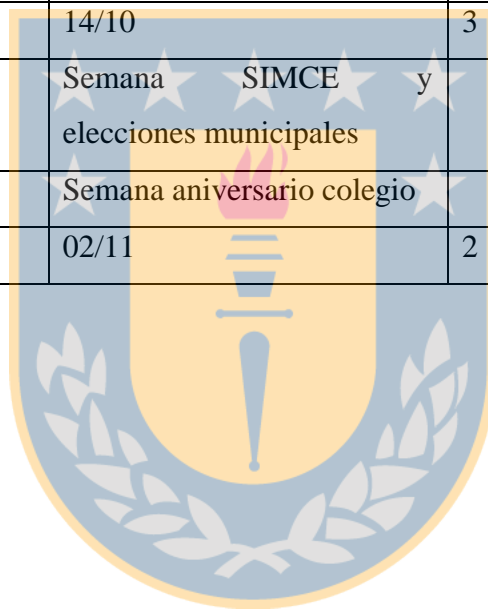 14/10 3
Semana SIMCE y
elecciones municipales
Semana aniversario colegio
02/11 2